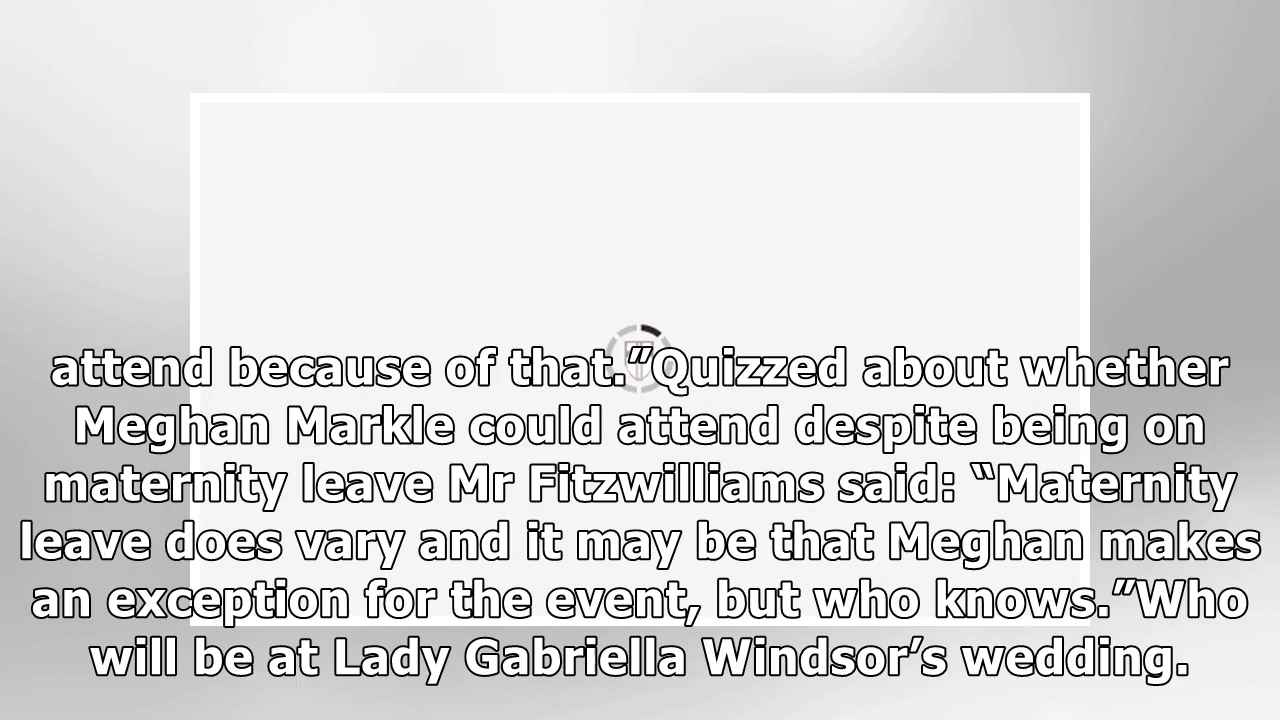 attend because of that.”Quizzed about whether
Meghan Markle could attend despite being on
maternity leave Mr Fitzwilliams said: “Maternity
leave does vary and it may be that Meghan makes
an exception for the event, but who knows.”Who
will be at Lady Gabriella Windsor’s wedding.